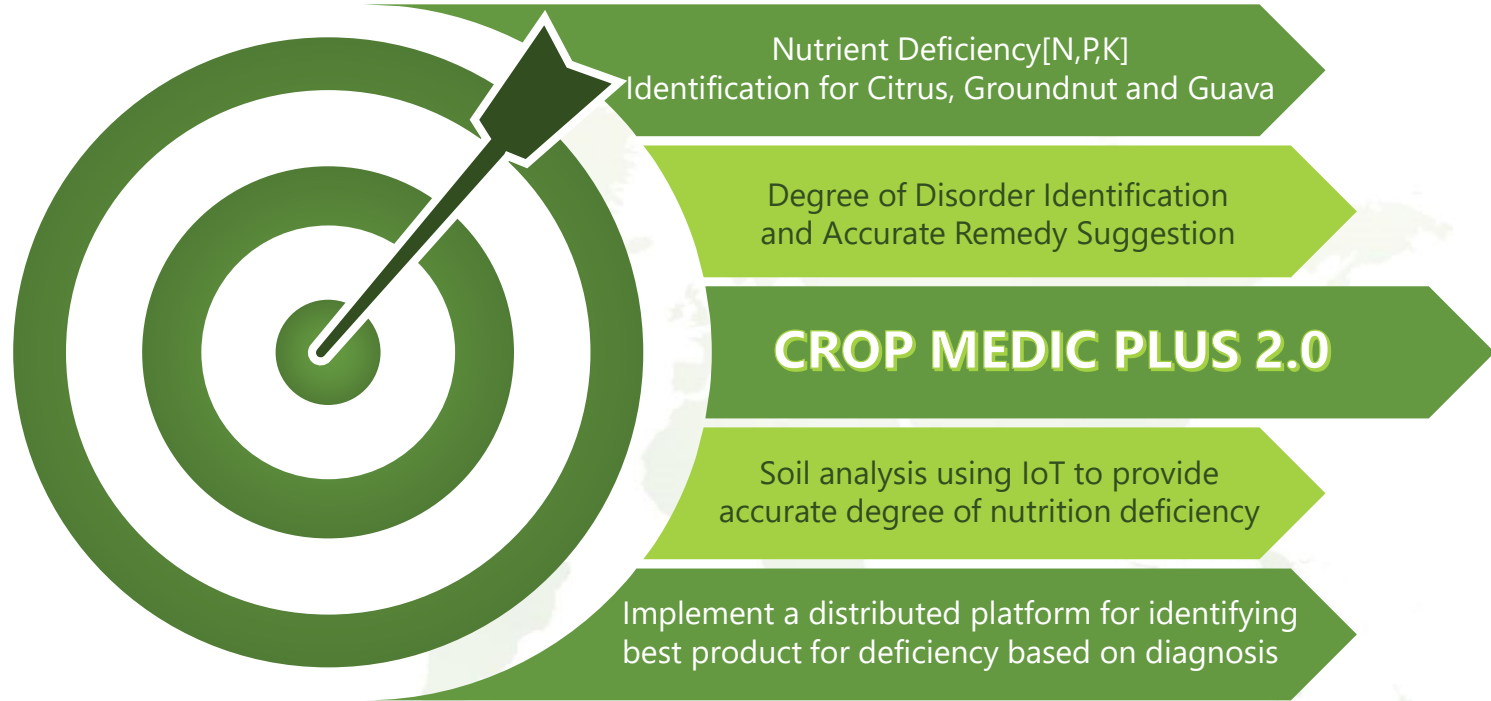 Nutrient Deficiency[N,P,K]
Identification for Citrus, Groundnut and Guava
Degree of Disorder Identification
and Accurate Remedy Suggestion
CROP MEDIC PLUS 2.0
Soil analysis using IoT to provide
accurate degree of nutrition deficiency
Implement a distributed platform for identifying
best product for deficiency based on diagnosis